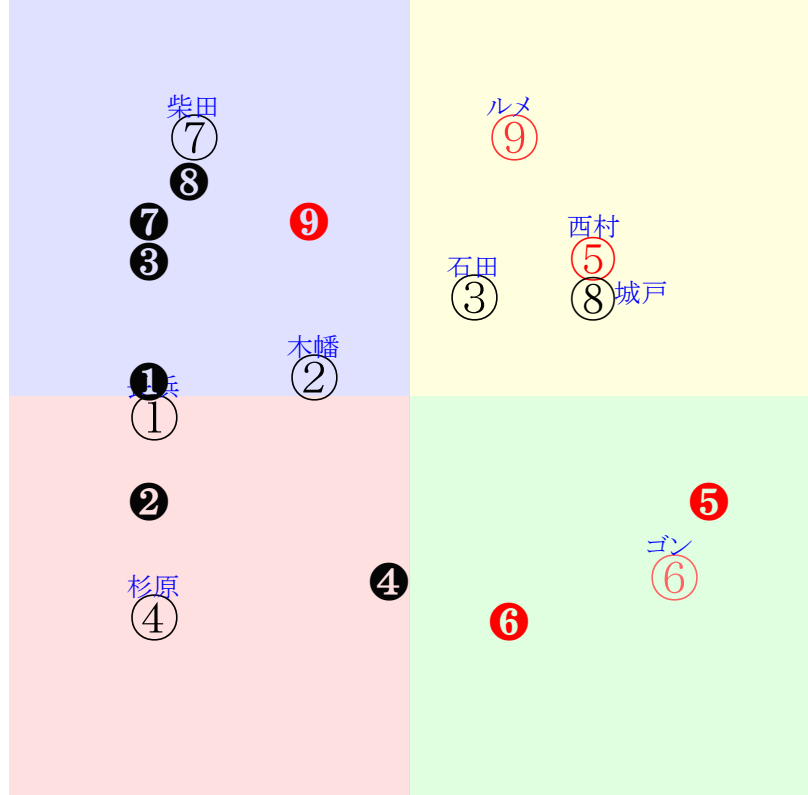 柴田
⑦
ルメ
⑨
❽
❼
❾
❸
西村
⑤
石田
③
⑧城戸
木幡
②
❶
①
❷
❺
ゴン
⑥
杉原
④
❹
❻